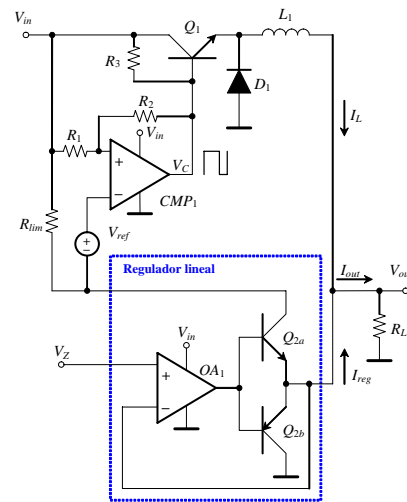 V_in
Q_1
L_1
R_3
D_1
R_2
V_in
R_1
+
−
V_C
CMP_1
I_L
R_lim
V_ref
+
−
Regulador lineal
I_out
V_ou
V_in
Q_2a
R_L
V_Z
OA_1
+
−
I_reg
Q_2b